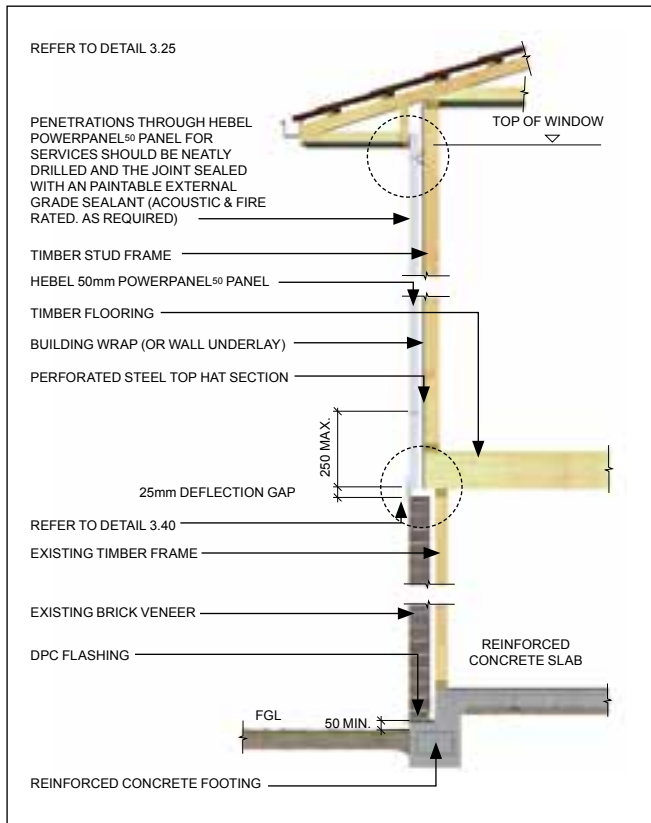 REFER TO DETAIL 3.25
PENETRATIONS THROUGH HEBEL
POWERPANEL50 PANEL FOR
SERVICES SHOULD BE NEATLY
DRILLED AND THE JOINT SEALED
WITH AN PAINTABLE EXTERNAL
GRADE SEALANT (ACOUSTIC & FIRE
RATED. AS REQUIRED)
TOP OF WINDOW
TIMBER STUD FRAME
HEBEL 50mm POWERPANEL50 PANEL
TIMBER FLOORING
BUILDING WRAP (OR WALL UNDERLAY)
PERFORATED STEEL TOP HAT SECTION
250 MAX.
25mm DEFLECTION GAP
REFER TO DETAIL 3.40
EXISTING TIMBER FRAME
EXISTING BRICK VENEER
DPC FLASHING
REINFORCED
CONCRETE SLAB
FGL
50 MIN.
REINFORCED CONCRETE FOOTING